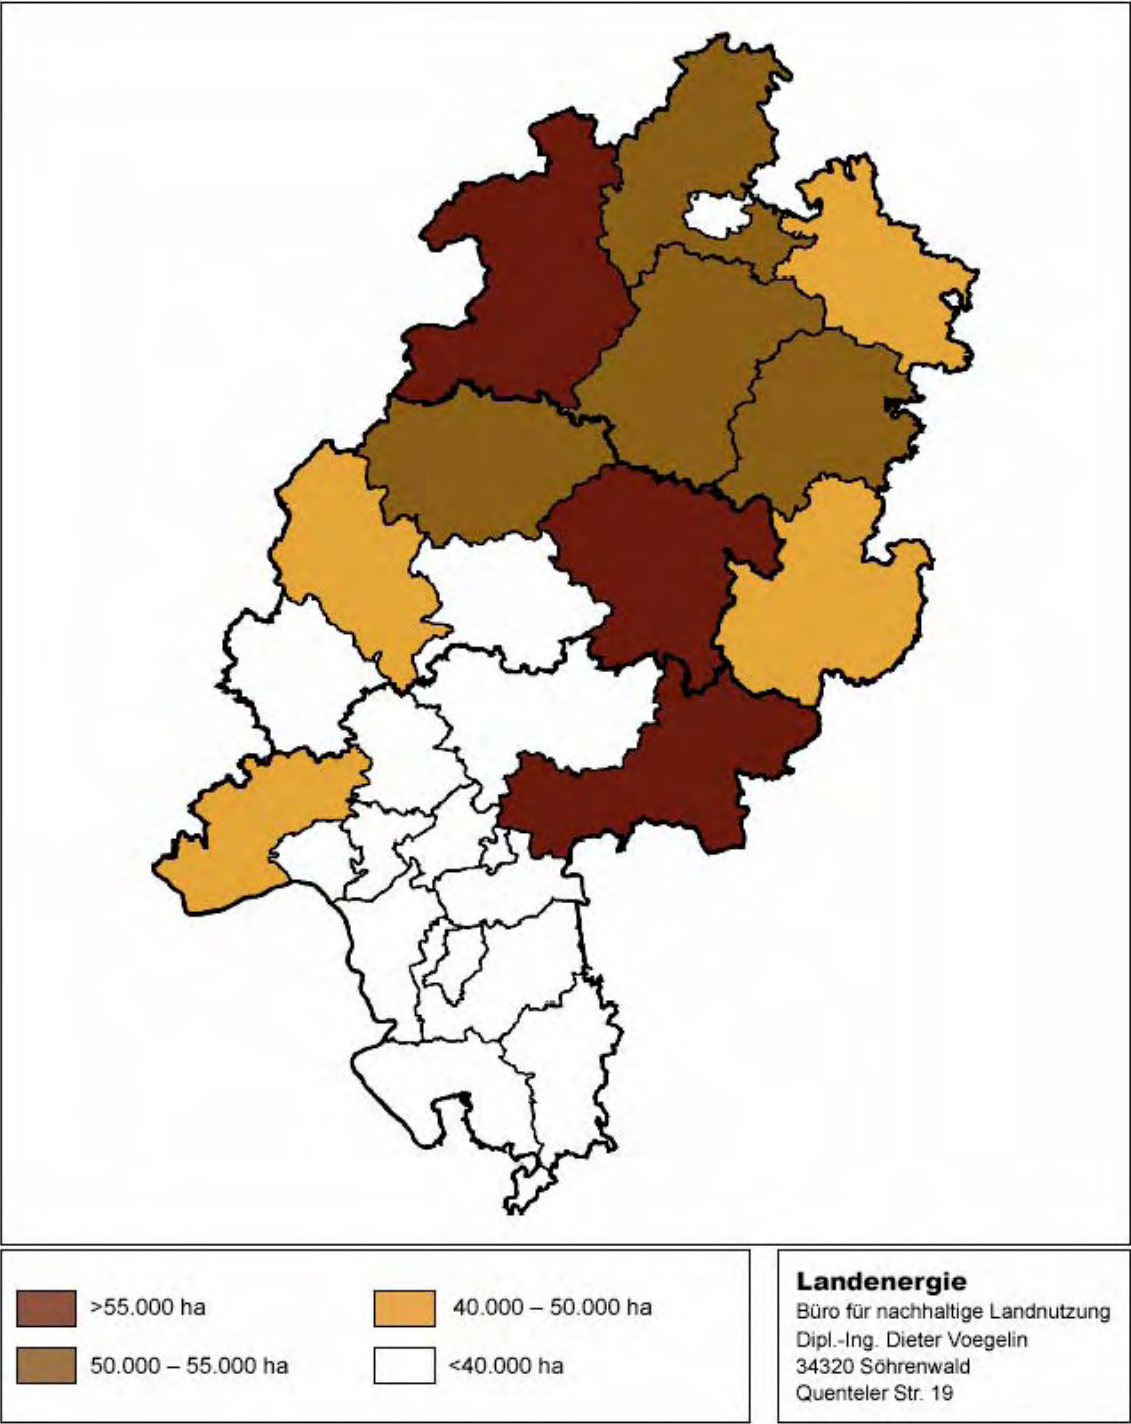 >55.000 ha
40.000 – 50.000 ha
50.000 – 55.000 ha
<40.000 ha
Landenergie
Büro für nachhaltige Landnutzung
Dipl.-Ing. Dieter Voegelin
34320 Söhrenwald
Quenteler Str. 19